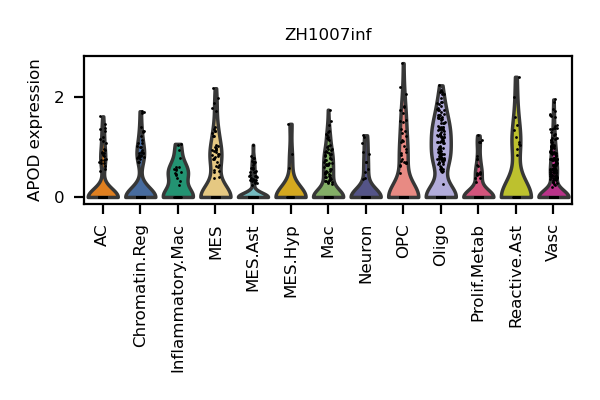 ZH1007inf
APOD expression
2
0
AC
Chromatin.Reg
Inflammatory.Mac
MES
MES.Ast
MES.Hyp
Mac
Neuron
OPC
Oligo
Prolif.Metab
Reactive.Ast
Vasc